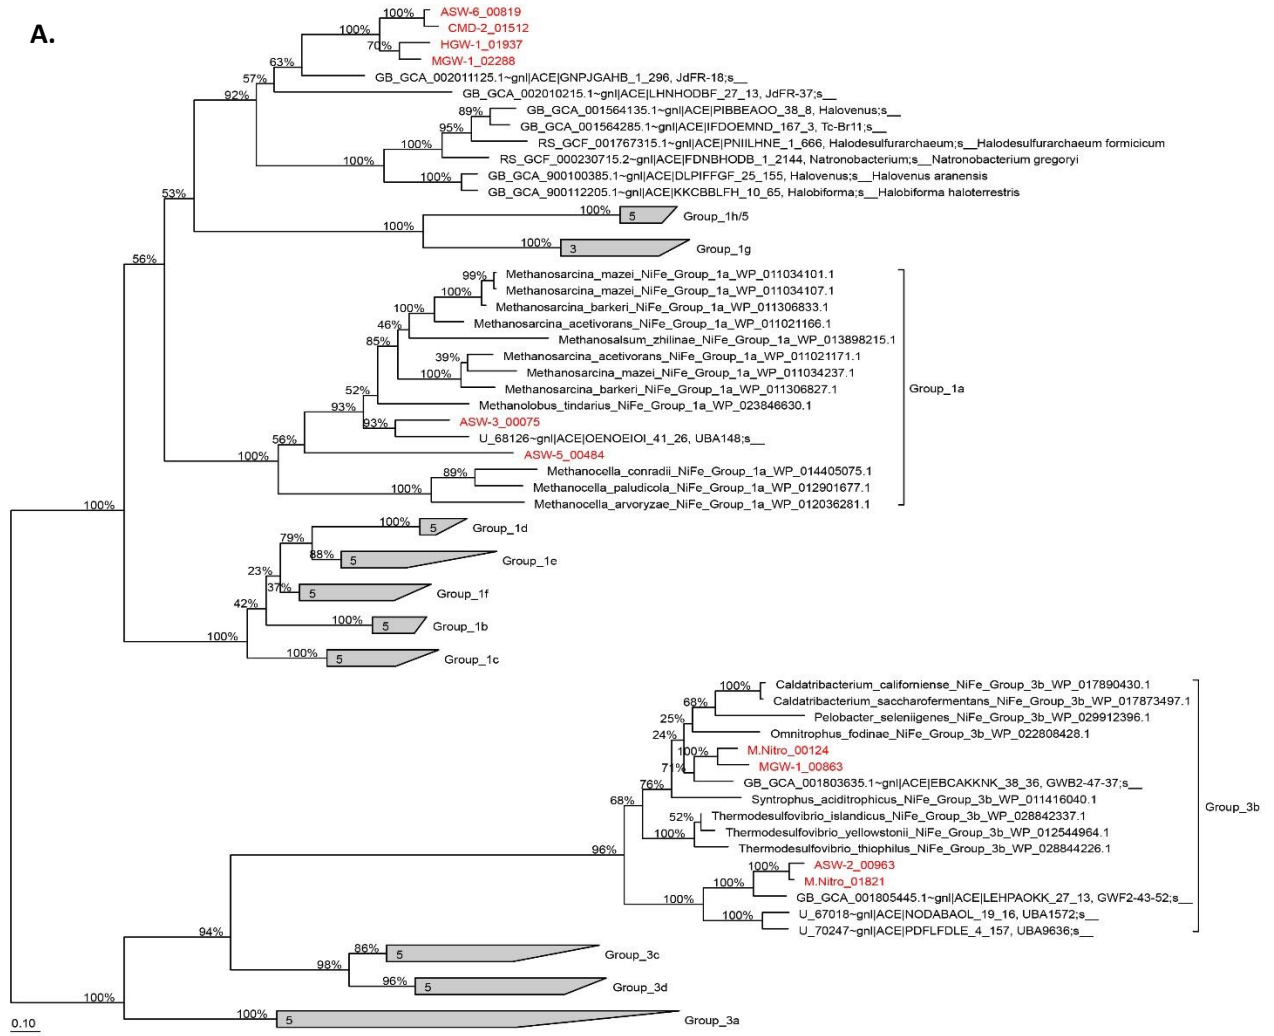 A.
100%
ASW-6_00819
100%
CMD-2_01512
70%
HGW-1_01937
MGW-1_02288
63%
GB_GCA_002011125.1~gnl|ACE|GNPJGAHB_1_296, JdFR-18;s__
57%
GB_GCA_002010215.1~gnl|ACE|LHNHODBF_27_13, JdFR-37;s__
92%
89%
GB_GCA_001564135.1~gnl|ACE|PIBBEAOO_38_8, Halovenus;s__
GB_GCA_001564285.1~gnl|ACE|IFDOEMND_167_3, Tc-Br11;s__
95%
RS_GCF_001767315.1~gnl|ACE|PNIILHNE_1_666, Halodesulfurarchaeum;s__Halodesulfurarchaeum formicicum
100%
RS_GCF_000230715.2~gnl|ACE|FDNBHODB_1_2144, Natronobacterium;s__Natronobacterium gregoryi
100%
GB_GCA_900100385.1~gnl|ACE|DLPIFFGF_25_155, Halovenus;s__Halovenus aranensis
GB_GCA_900112205.1~gnl|ACE|KKCBBLFH_10_65, Halobiforma;s__Halobiforma haloterrestris
53%
100%
5
Group_1h/5
100%
100%
3
Group_1g
56%
99%
Methanosarcina_mazei_NiFe_Group_1a_WP_011034101.1
100%
Methanosarcina_mazei_NiFe_Group_1a_WP_011034107.1
100%
Methanosarcina_barkeri_NiFe_Group_1a_WP_011306833.1
46%
Methanosarcina_acetivorans_NiFe_Group_1a_WP_011021166.1
85%
Methanosalsum_zhilinae_NiFe_Group_1a_WP_013898215.1
39%
Methanosarcina_acetivorans_NiFe_Group_1a_WP_011021171.1
100%
Methanosarcina_mazei_NiFe_Group_1a_WP_011034237.1
Methanosarcina_barkeri_NiFe_Group_1a_WP_011306827.1
Group_1a
52%
Methanolobus_tindarius_NiFe_Group_1a_WP_023846630.1
93%
93%
ASW-3_00075
U_68126~gnl|ACE|OENOEIOI_41_26, UBA148;s__
56%
ASW-5_00484
100%
89%
Methanocella_conradii_NiFe_Group_1a_WP_014405075.1
100%
Methanocella_paludicola_NiFe_Group_1a_WP_012901677.1
Methanocella_arvoryzae_NiFe_Group_1a_WP_012036281.1
100%
100%
5
Group_1d
79%
88%
5
Group_1e
23%
37%
5
Group_1f
42%
100%
5
Group_1b
100%
100%
5
Group_1c
100%
Caldatribacterium_californiense_NiFe_Group_3b_WP_017890430.1
68%
Caldatribacterium_saccharofermentans_NiFe_Group_3b_WP_017873497.1
25%
Pelobacter_seleniigenes_NiFe_Group_3b_WP_029912396.1
24%
Omnitrophus_fodinae_NiFe_Group_3b_WP_022808428.1
100%
M.Nitro_00124
71%
MGW-1_00863
76%
GB_GCA_001803635.1~gnl|ACE|EBCAKKNK_38_36, GWB2-47-37;s__
68%
Syntrophus_aciditrophicus_NiFe_Group_3b_WP_011416040.1
Group_3b
52%
Thermodesulfovibrio_islandicus_NiFe_Group_3b_WP_028842337.1
100%
Thermodesulfovibrio_yellowstonii_NiFe_Group_3b_WP_012544964.1
Thermodesulfovibrio_thiophilus_NiFe_Group_3b_WP_028844226.1
96%
100%
ASW-2_00963
100%
M.Nitro_01821
100%
GB_GCA_001805445.1~gnl|ACE|LEHPAOKK_27_13, GWF2-43-52;s__
100%
U_67018~gnl|ACE|NODABAOL_19_16, UBA1572;s__
U_70247~gnl|ACE|PDFLFDLE_4_157, UBA9636;s__
94%
86%
5
Group_3c
98%
96%
5
Group_3d
100%
100%
5
Group_3a
0.10